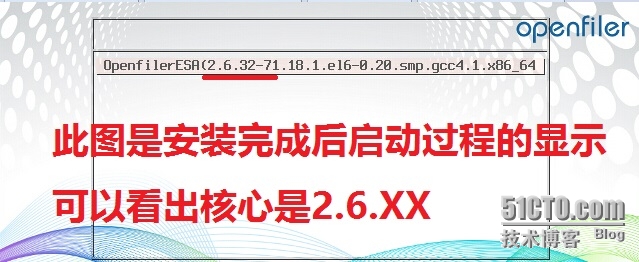 openfiler
OpenfilerESA(2.6.32-71.18.1.el6-0.20.smp.gcc4.1.x86_64
此图是安装完成后启动过程的显示
可以看出核心是2.6.XX
51CTO.com
技术博客 Blog